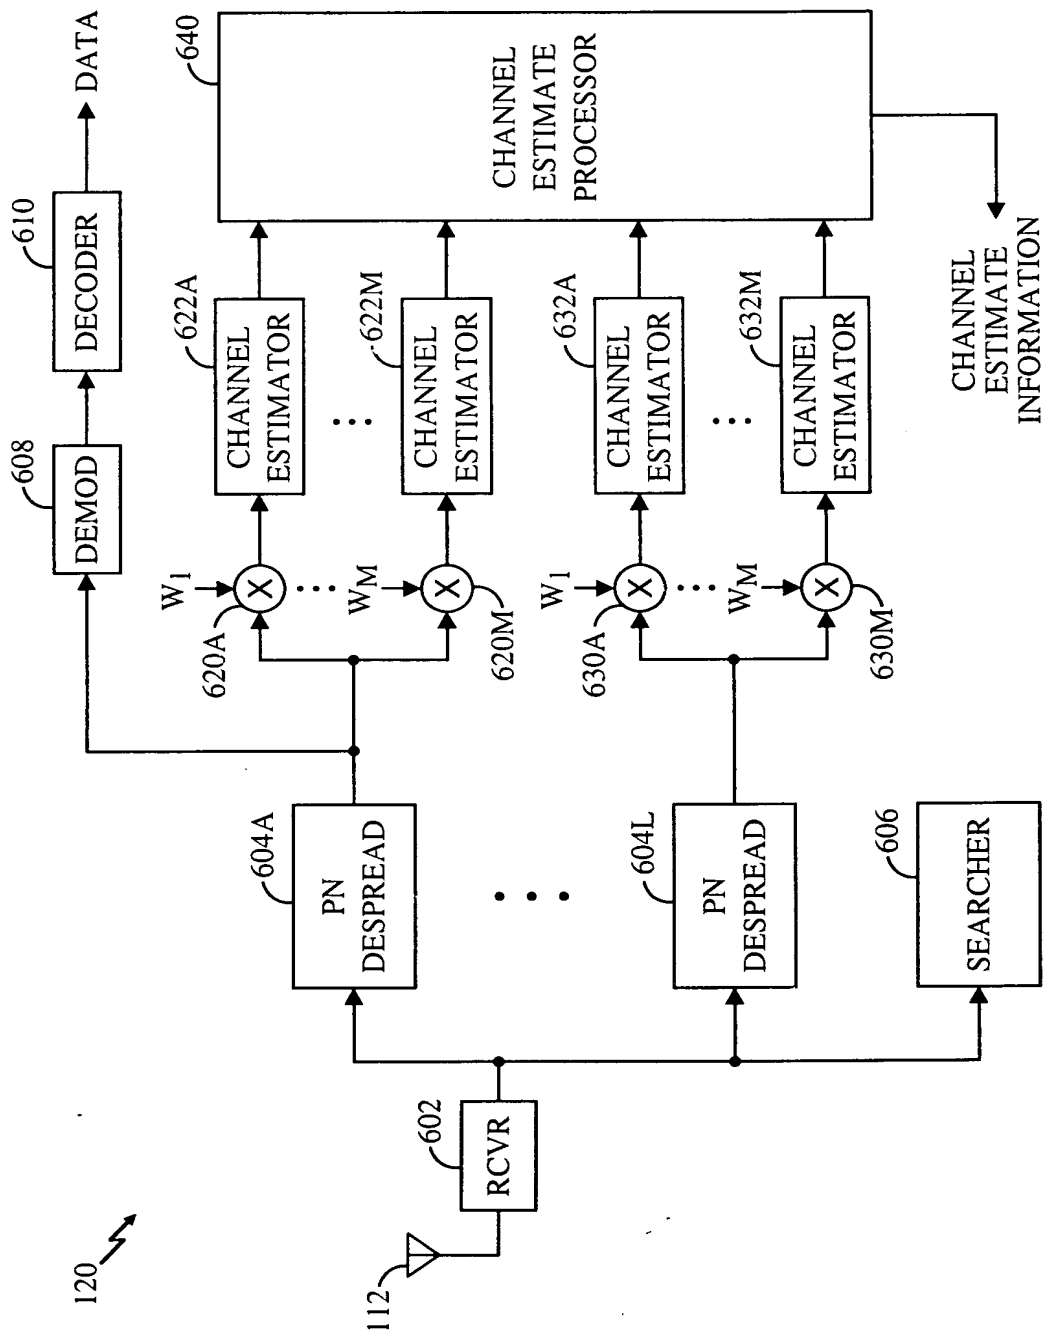 120
112
602
RCVR
604A
PN
DESPREAD
604L
PN
DESPREAD
606
SEARCHER
608
DEMOD
610
DECODER
DATA
W1
620A
X
WM
620M
X
W1
630A
X
WM
630M
X
622A
CHANNEL
ESTIMATOR
622M
CHANNEL
ESTIMATOR
632A
CHANNEL
ESTIMATOR
632M
CHANNEL
ESTIMATOR
640
CHANNEL
ESTIMATE
PROCESSOR
CHANNEL
ESTIMATE
INFORMATION